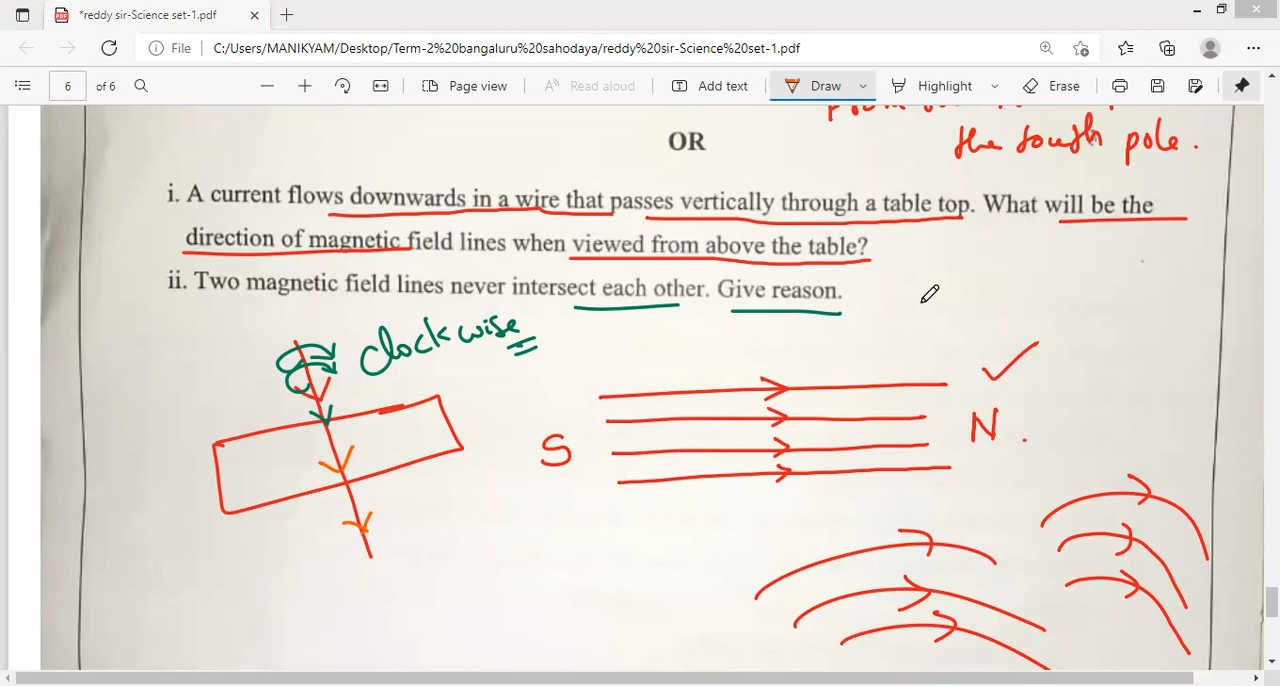 *reddy sir-Science set-1.pdf
File C:/Users/MANIKYAM/Desktop/Term-2%20bangaluru%20sahodaya/reddy%20sir-Science%20set-1.pdf
6 of 6 Page view Read aloud Add text Draw Highlight Erase
the south pole.
OR
i. A current flows downwards in a wire that passes vertically through a table top. What will be the
direction of magnetic field lines when viewed from above the table?
ii. Two magnetic field lines never intersect each other. Give reason.
clockwise
S
N.